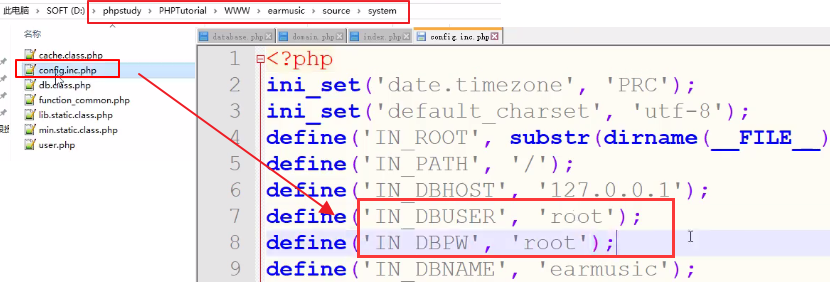 此电脑 › SOFT (D:) › phpstudy › PHPTutorial › WWW › earmusic › source › system
名称
cache.class.php
config.inc.php
db.class.php
function_common.php
lib.static.class.php
min.static.class.php
user.php
database.php domain.php index.php config.inc.php
1 <?php
2 ini_set('date.timezone', 'PRC');
3 ini_set('default_charset', 'utf-8');
4 define('IN_ROOT', substr(dirname(__FILE__)
5 define('IN_PATH', '/');
6 define('IN_DBHOST', '127.0.0.1');
7 define('IN_DBUSER', 'root');
8 define('IN_DBPW', 'root');
9 define('IN_DBNAME', 'earmusic');